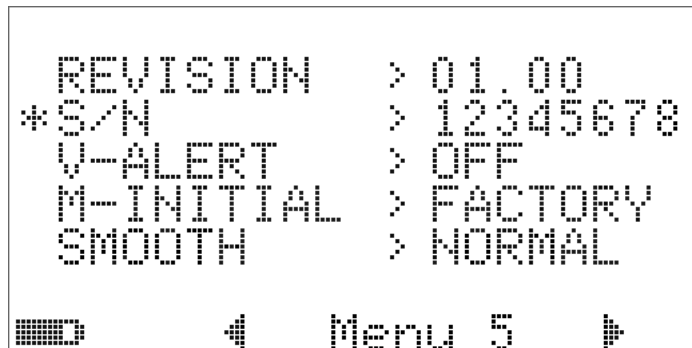 REVISION > 01.00
*S/N > 12345678
V-ALERT > OFF
M-INITIAL > FACTORY
SMOOTH > NORMAL
Menu 5